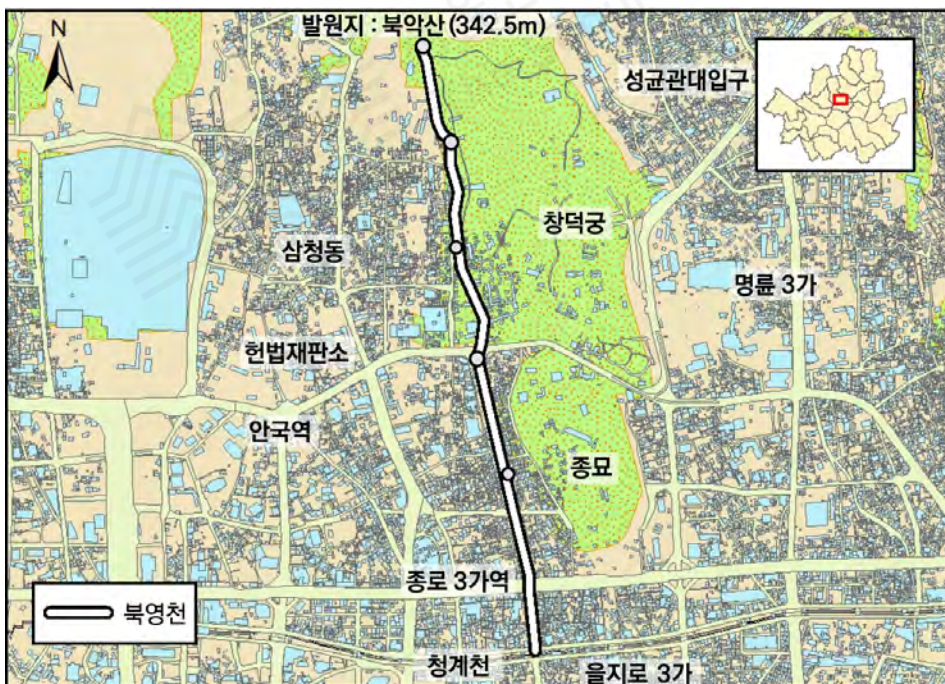 발원지 : 북악산 (342.5m)
N
성균관대입구
창덕궁
삼청동
명륜 3가
헌법재판소
안국역
종묘
종로 3가역
북영천
청계천
을지로 3가